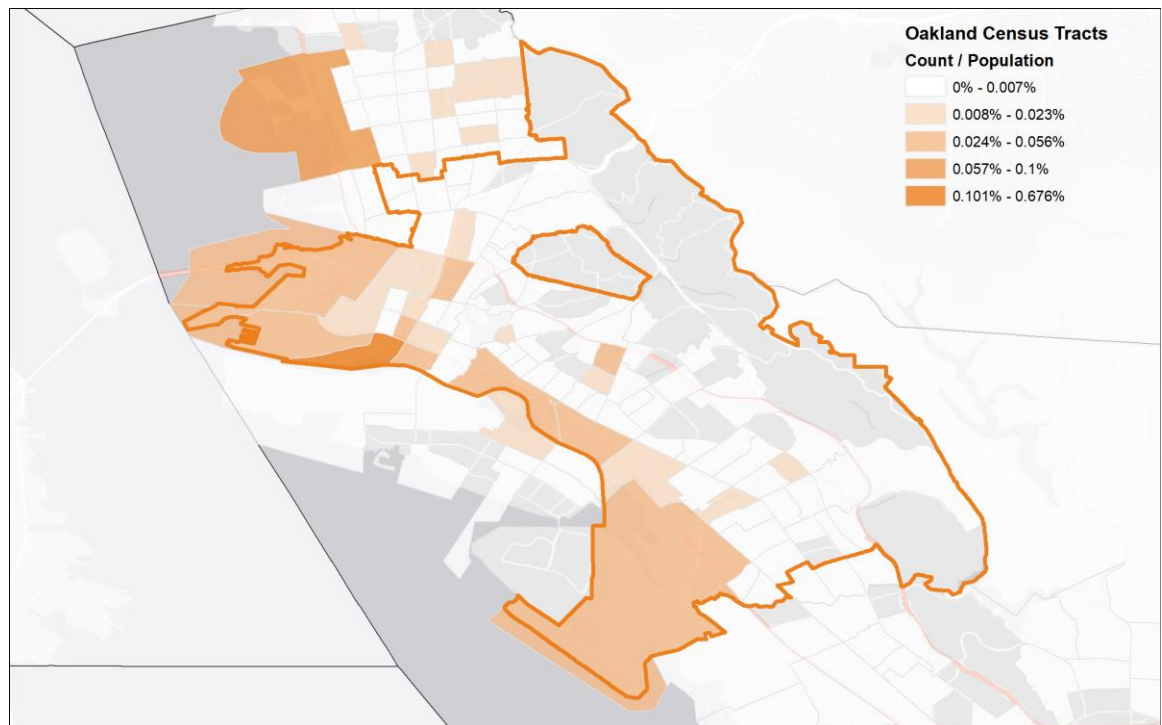 Oakland Census Tracts
Count / Population
0% - 0.007%
0.008% - 0.023%
0.024% - 0.056%
0.057% - 0.1%
0.101% - 0.676%